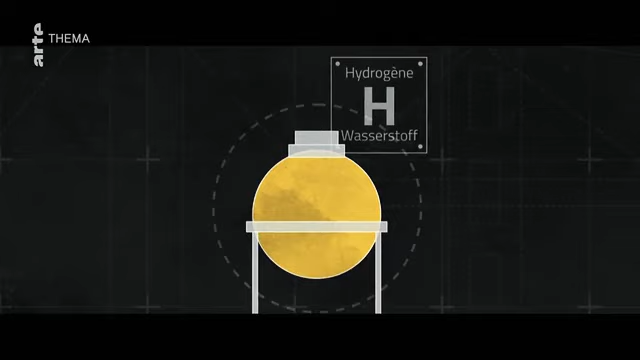 arte
THEMA
Hydrogène
H
Wasserstoff